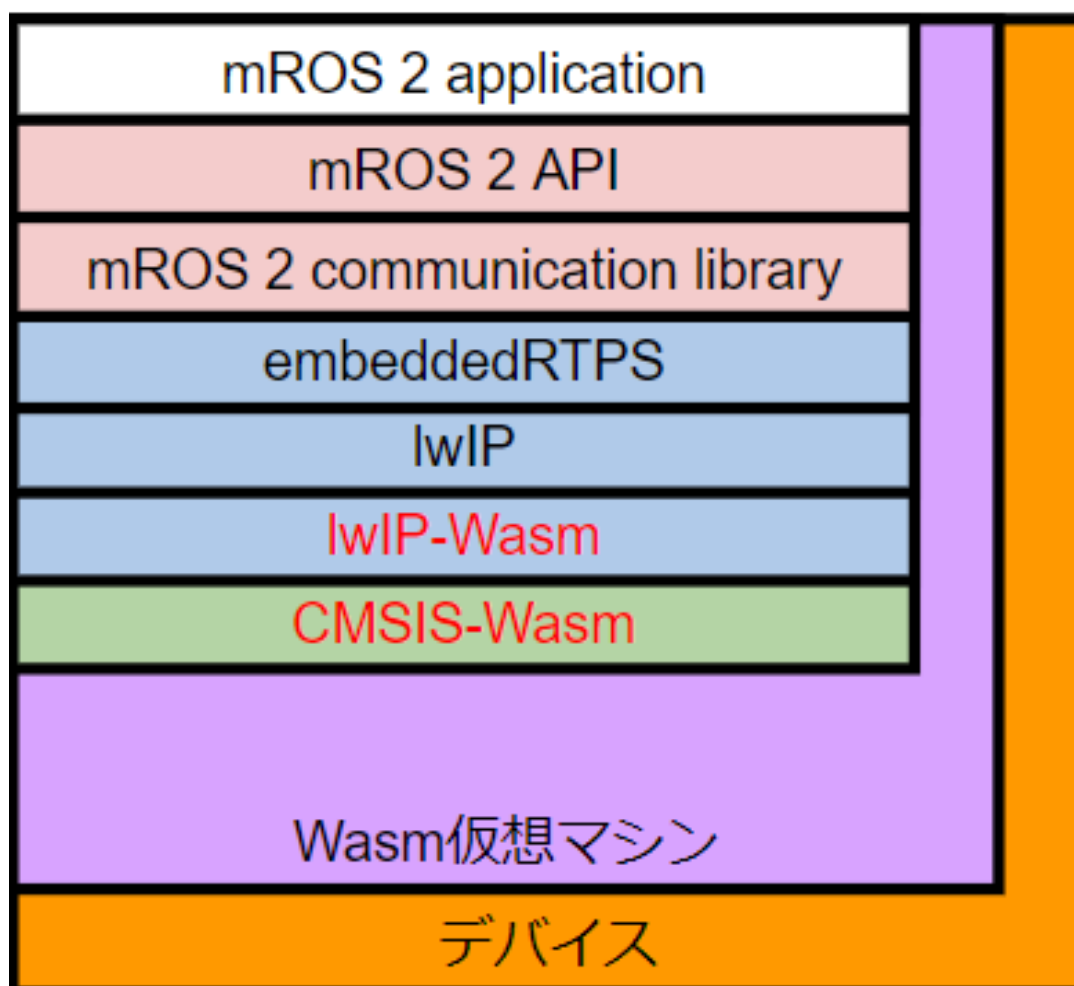 mROS 2 application
mROS 2 API
mROS 2 communication library
embeddedRTPS
lwIP
lwIP-Wasm
CMSIS-Wasm
Wasm仮想マシン
デバイス